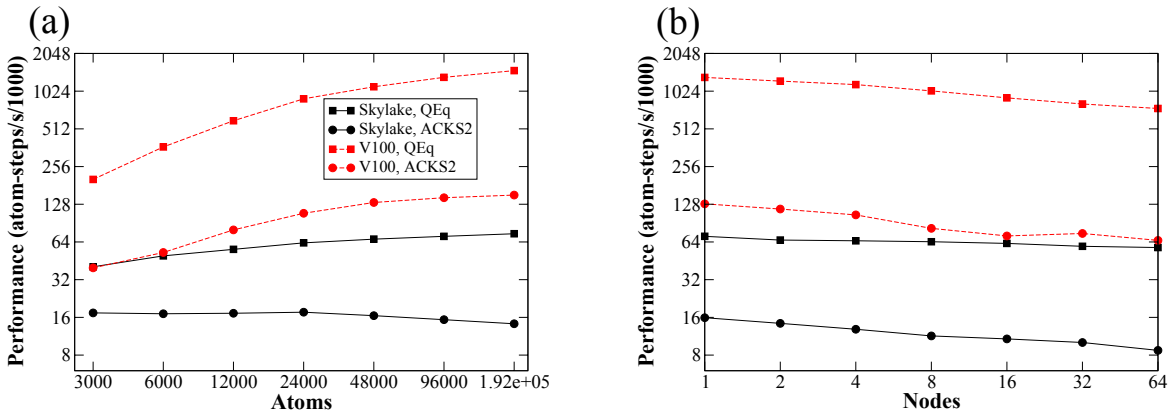 (a)
Performance (atom-steps/s/1000)
2048
1024
512
256
128
64
32
16
8
Skylake, QEq
Skylake, ACKS2
V100, QEq
V100, ACKS2
3000 6000 12000 24000 48000 96000 1.92e+05
Atoms
(b)
Performance (atom-steps/s/1000)
2048
1024
512
256
128
64
32
16
8
1 2 4 8 16 32 64
Nodes